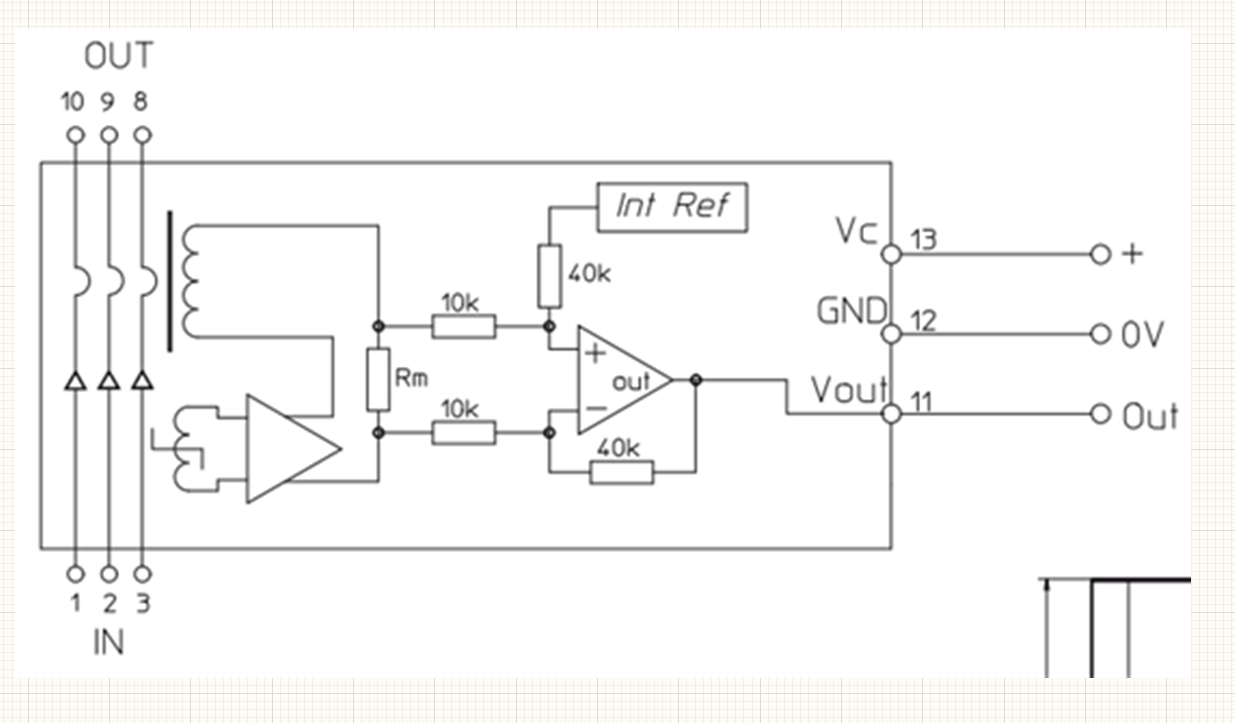 OUT
10 9 8
Int Ref
Vc
13
+
40k
10k
GND
12
0V
+
Rm
out
Vout
11
Out
10k
−
40k
1 2 3
IN